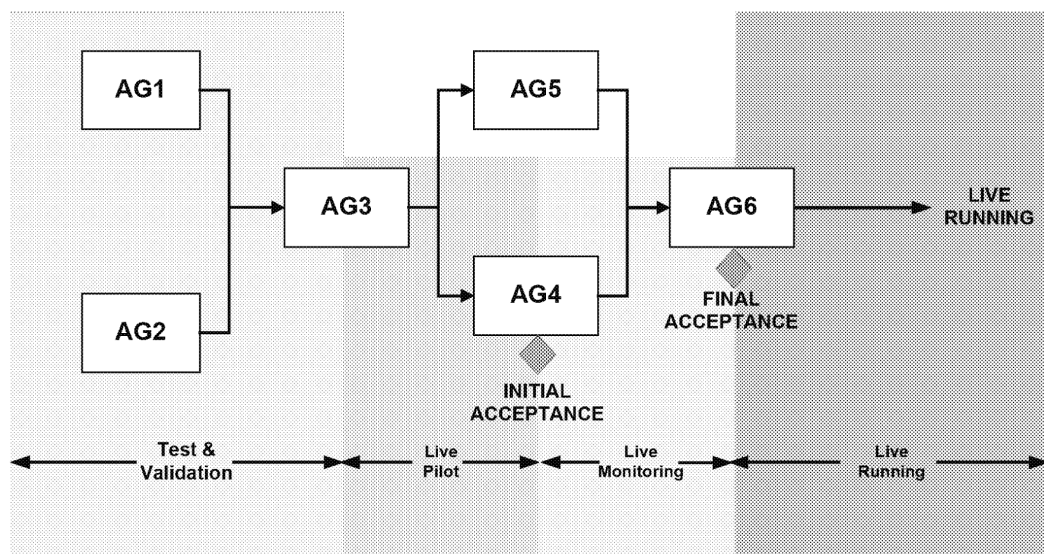 AG1
AG5
AG3
AG6
LIVE
RUNNING
AG2
AG4
FINAL
ACCEPTANCE
INITIAL
ACCEPTANCE
Test &
Validation
Live
Pilot
Live
Monitoring
Live
Running